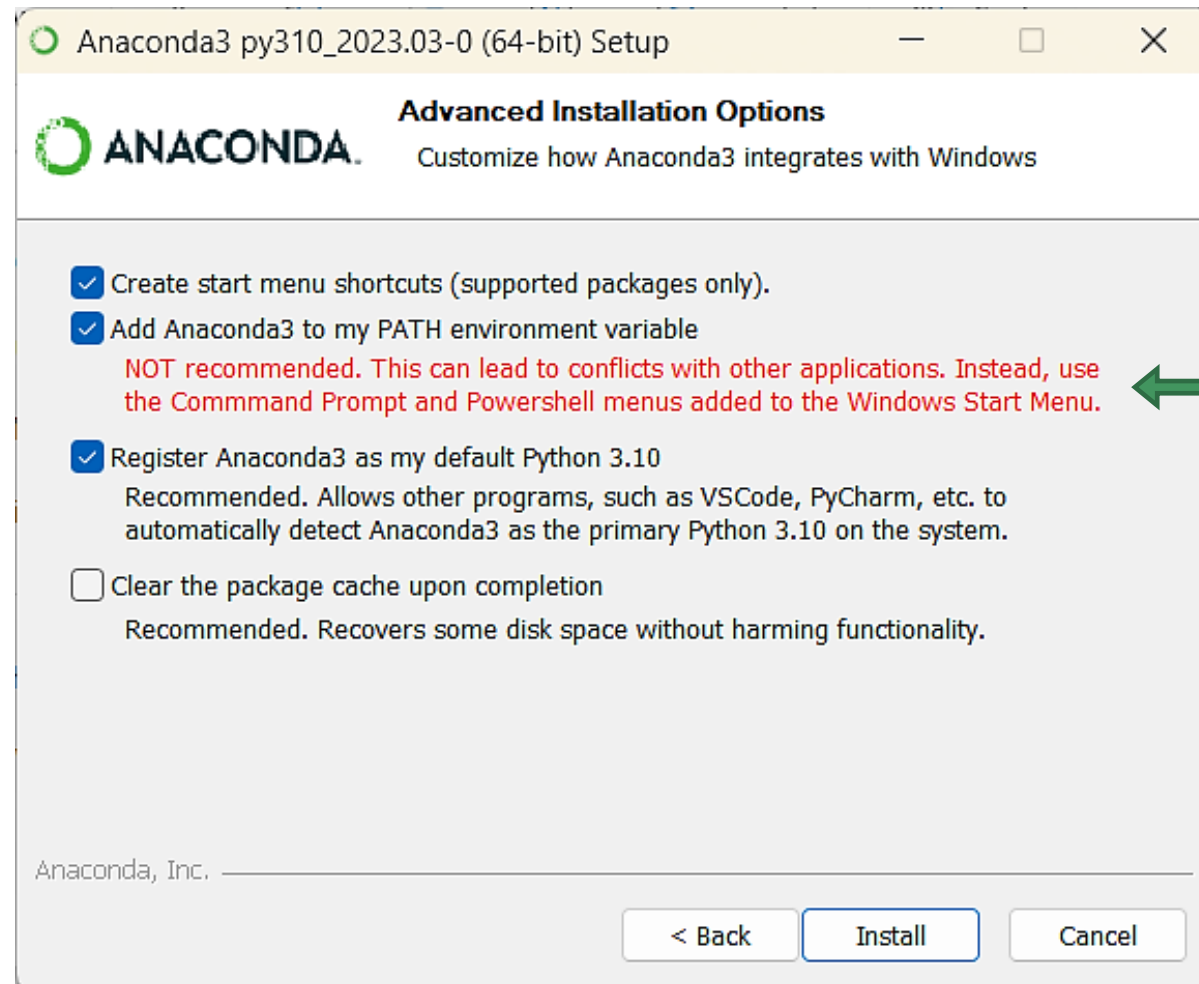 Anaconda3 py310_2023.03-0 (64-bit) Setup
Advanced Installation Options
ANACONDA.
Customize how Anaconda3 integrates with Windows
Create start menu shortcuts (supported packages only).
Add Anaconda3 to my PATH environment variable
NOT recommended. This can lead to conflicts with other applications. Instead, use
the Commmand Prompt and Powershell menus added to the Windows Start Menu.
Register Anaconda3 as my default Python 3.10
Recommended. Allows other programs, such as VSCode, PyCharm, etc. to
automatically detect Anaconda3 as the primary Python 3.10 on the system.
Clear the package cache upon completion
Recommended. Recovers some disk space without harming functionality.
Anaconda, Inc.
< Back Install Cancel